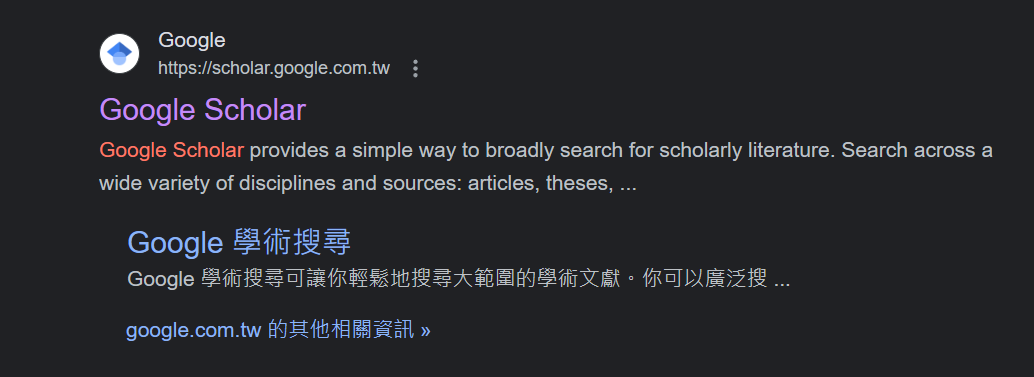 Google
https://scholar.google.com.tw
Google Scholar
Google Scholar provides a simple way to broadly search for scholarly literature. Search across a
wide variety of disciplines and sources: articles, theses, ...
Google 學術搜尋
Google 學術搜尋可讓你輕鬆地搜尋大範圍的學術文獻。你可以廣泛搜 ...
google.com.tw 的其他相關資訊 »